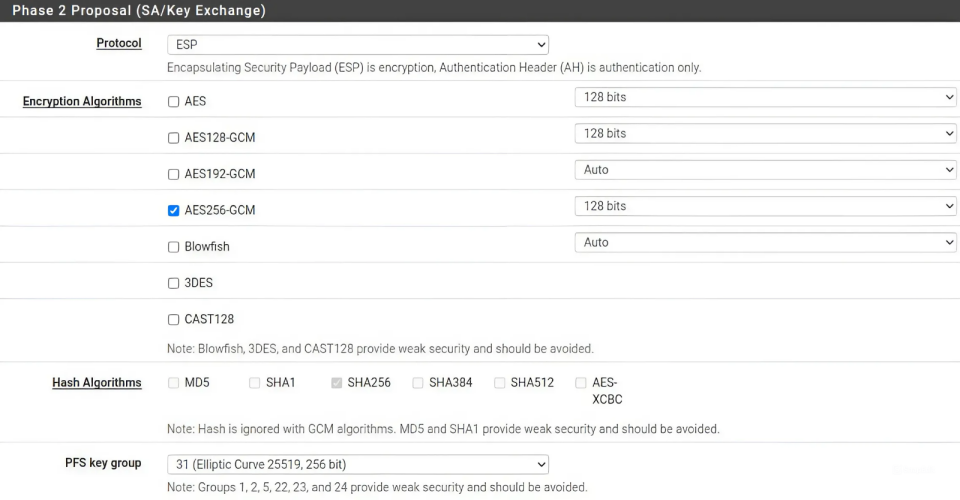 Phase 2 Proposal (SA/Key Exchange)
Protocol ESP
Encapsulating Security Payload (ESP) is encryption, Authentication Header (AH) is authentication only.
Encryption Algorithms AES 128 bits
AES128-GCM 128 bits
AES192-GCM Auto
AES256-GCM 128 bits
Blowfish Auto
3DES
CAST128
Note: Blowfish, 3DES, and CAST128 provide weak security and should be avoided.
Hash Algorithms MD5 SHA1 SHA256 SHA384 SHA512 AES-
XCBC
Note: Hash is ignored with GCM algorithms. MD5 and SHA1 provide weak security and should be avoided.
PFS key group 31 (Elliptic Curve 25519, 256 bit)
Note: Groups 1, 2, 5, 22, 23, and 24 provide weak security and should be avoided.